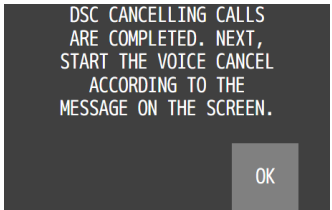 DSC CANCELLING CALLS
ARE COMPLETED. NEXT,
START THE VOICE CANCEL
ACCORDING TO THE
MESSAGE ON THE SCREEN.
OK